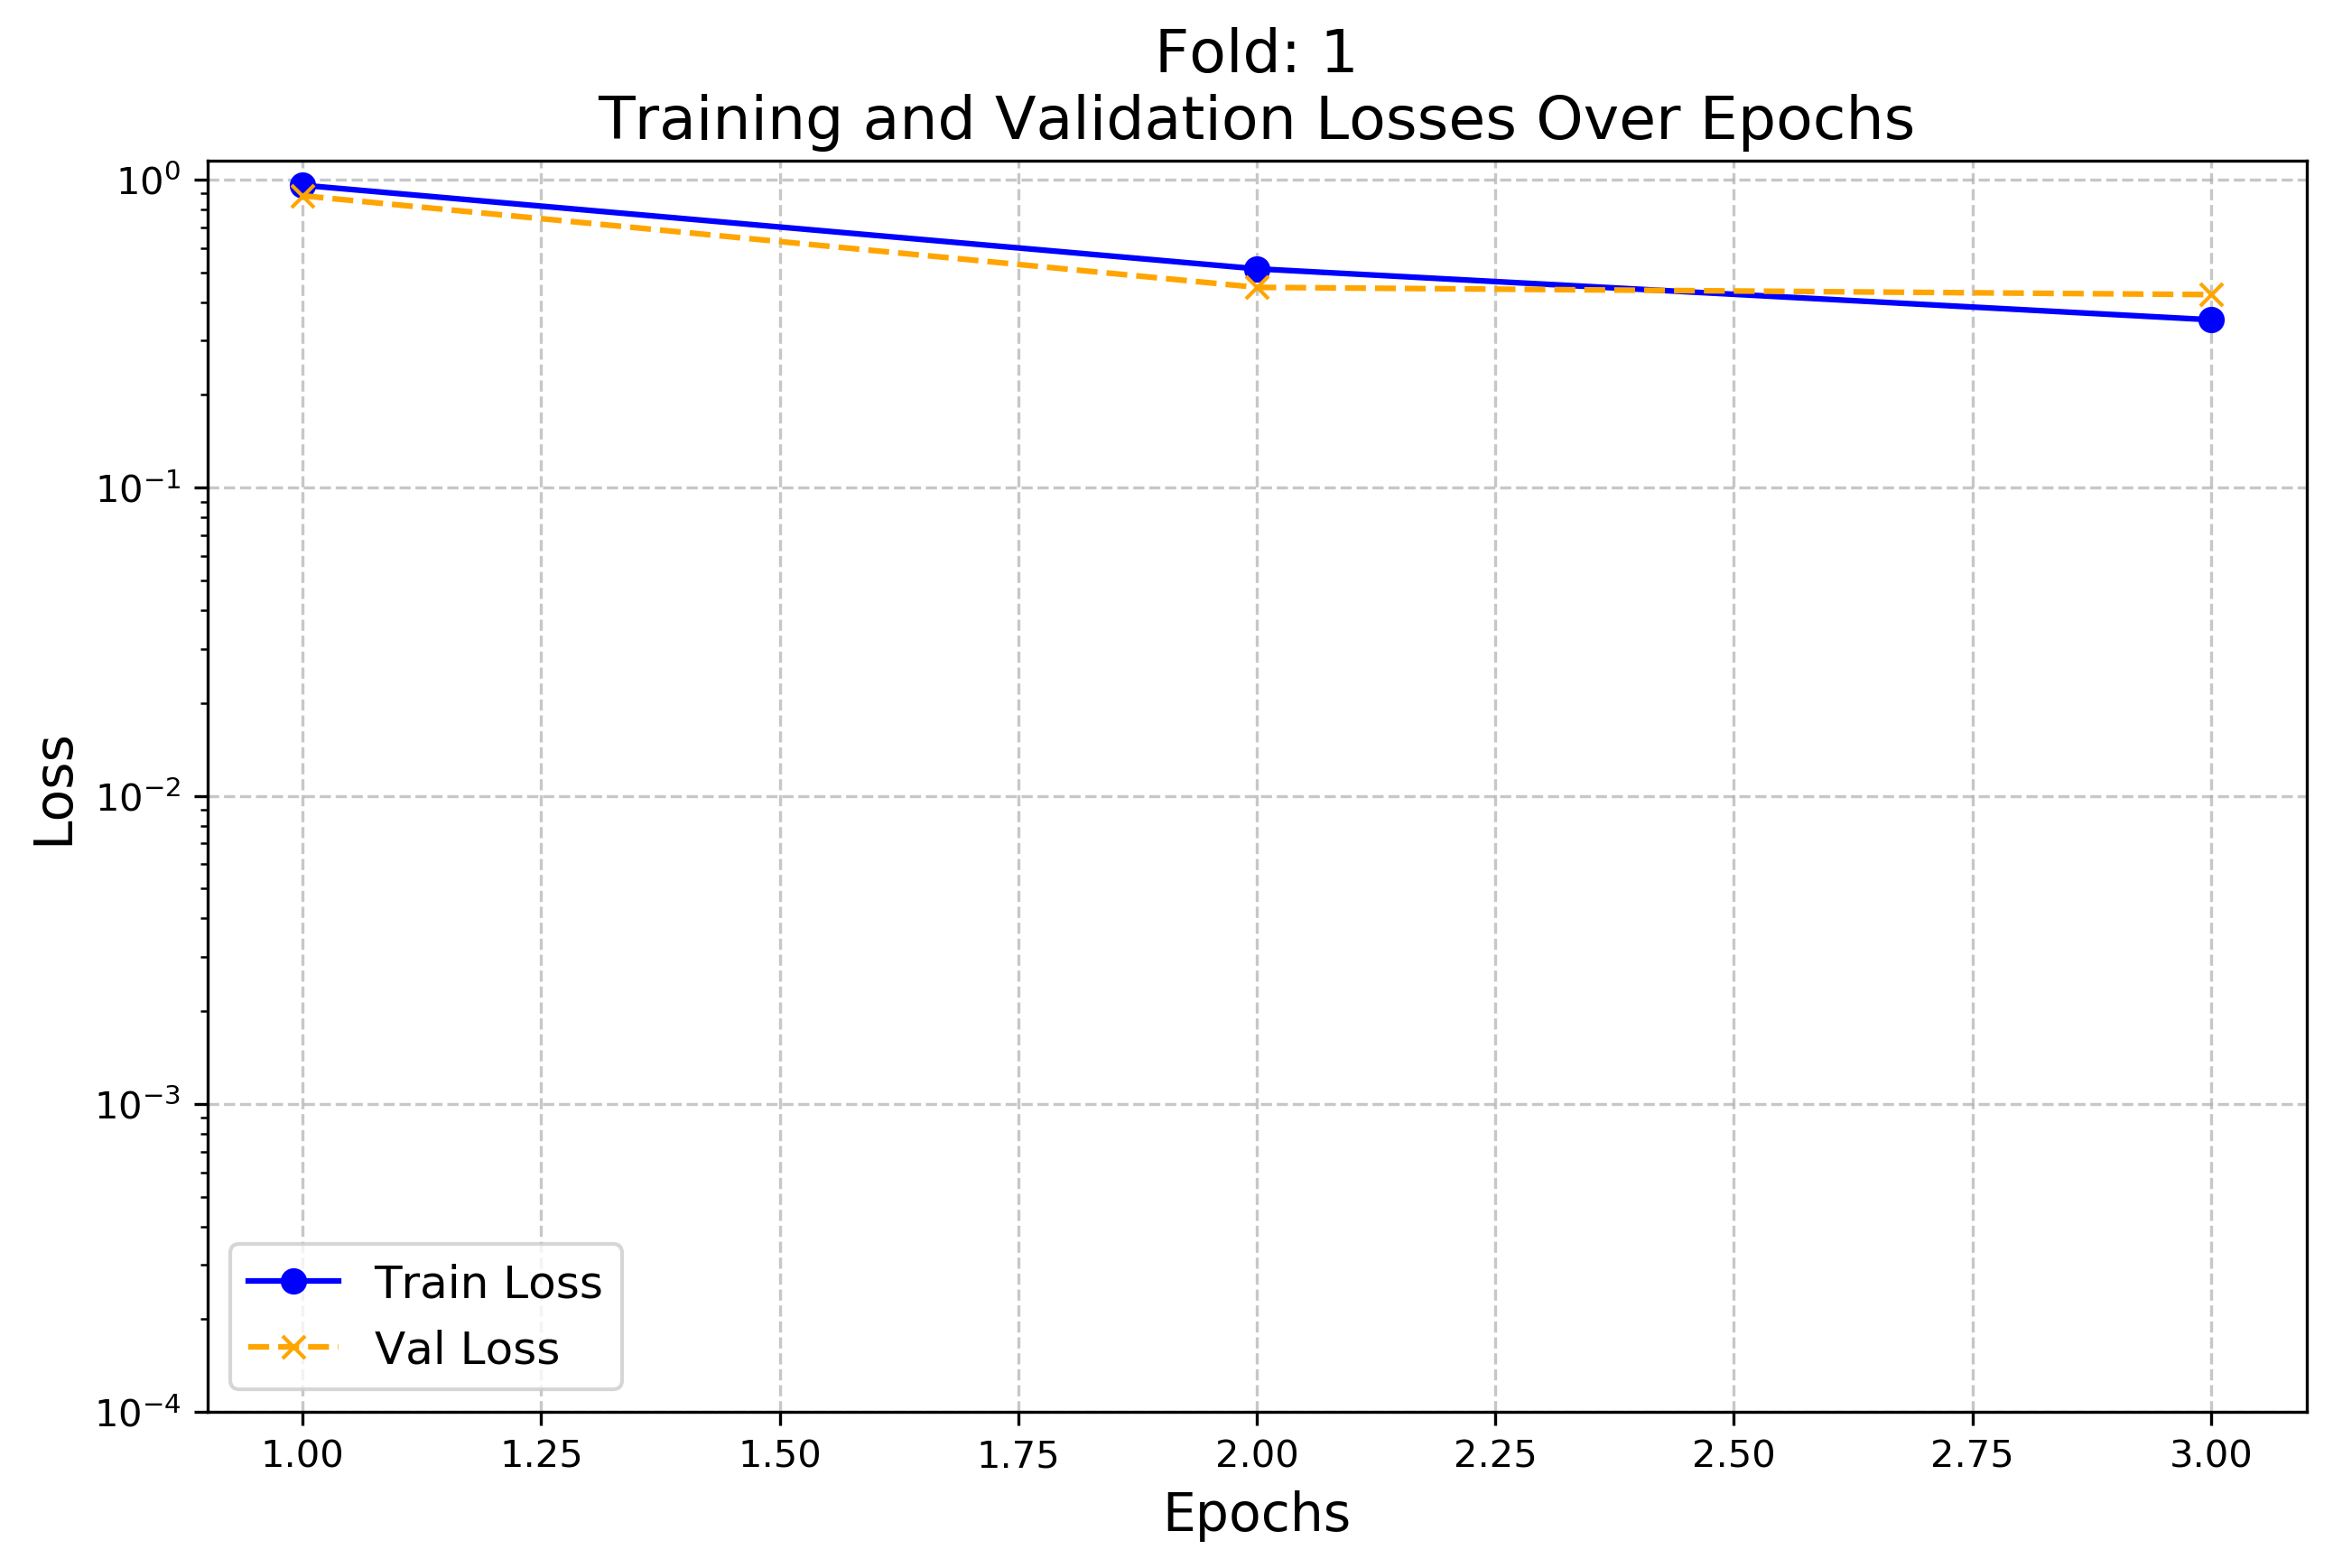 Fold: 1
Training and Validation Losses Over Epochs
10⁰
10⁻¹
10⁻²
10⁻³
10⁻⁴
Loss
Train Loss
Val Loss
1.00 1.25 1.50 1.75 2.00 2.25 2.50 2.75 3.00
Epochs